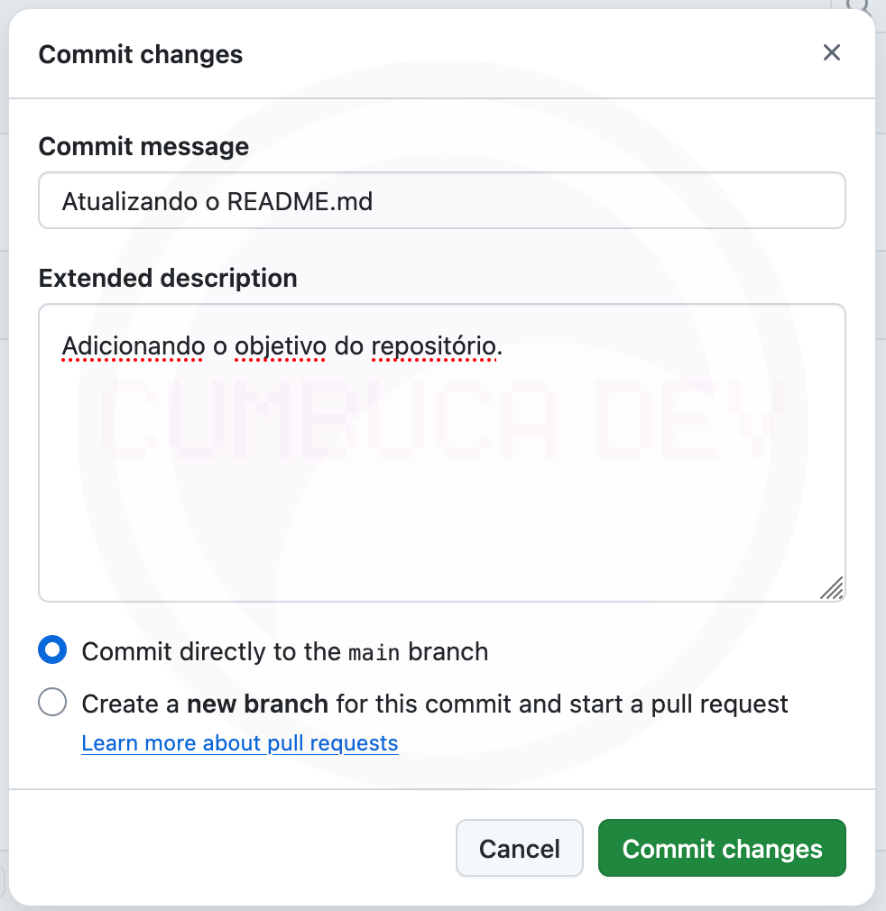 Commit changes
Commit message
Atualizando o README.md
Extended description
Adicionando o objetivo do repositório.
CUMBUCA DEV
Commit directly to the main branch
Create a new branch for this commit and start a pull request
Learn more about pull requests
Cancel
Commit changes